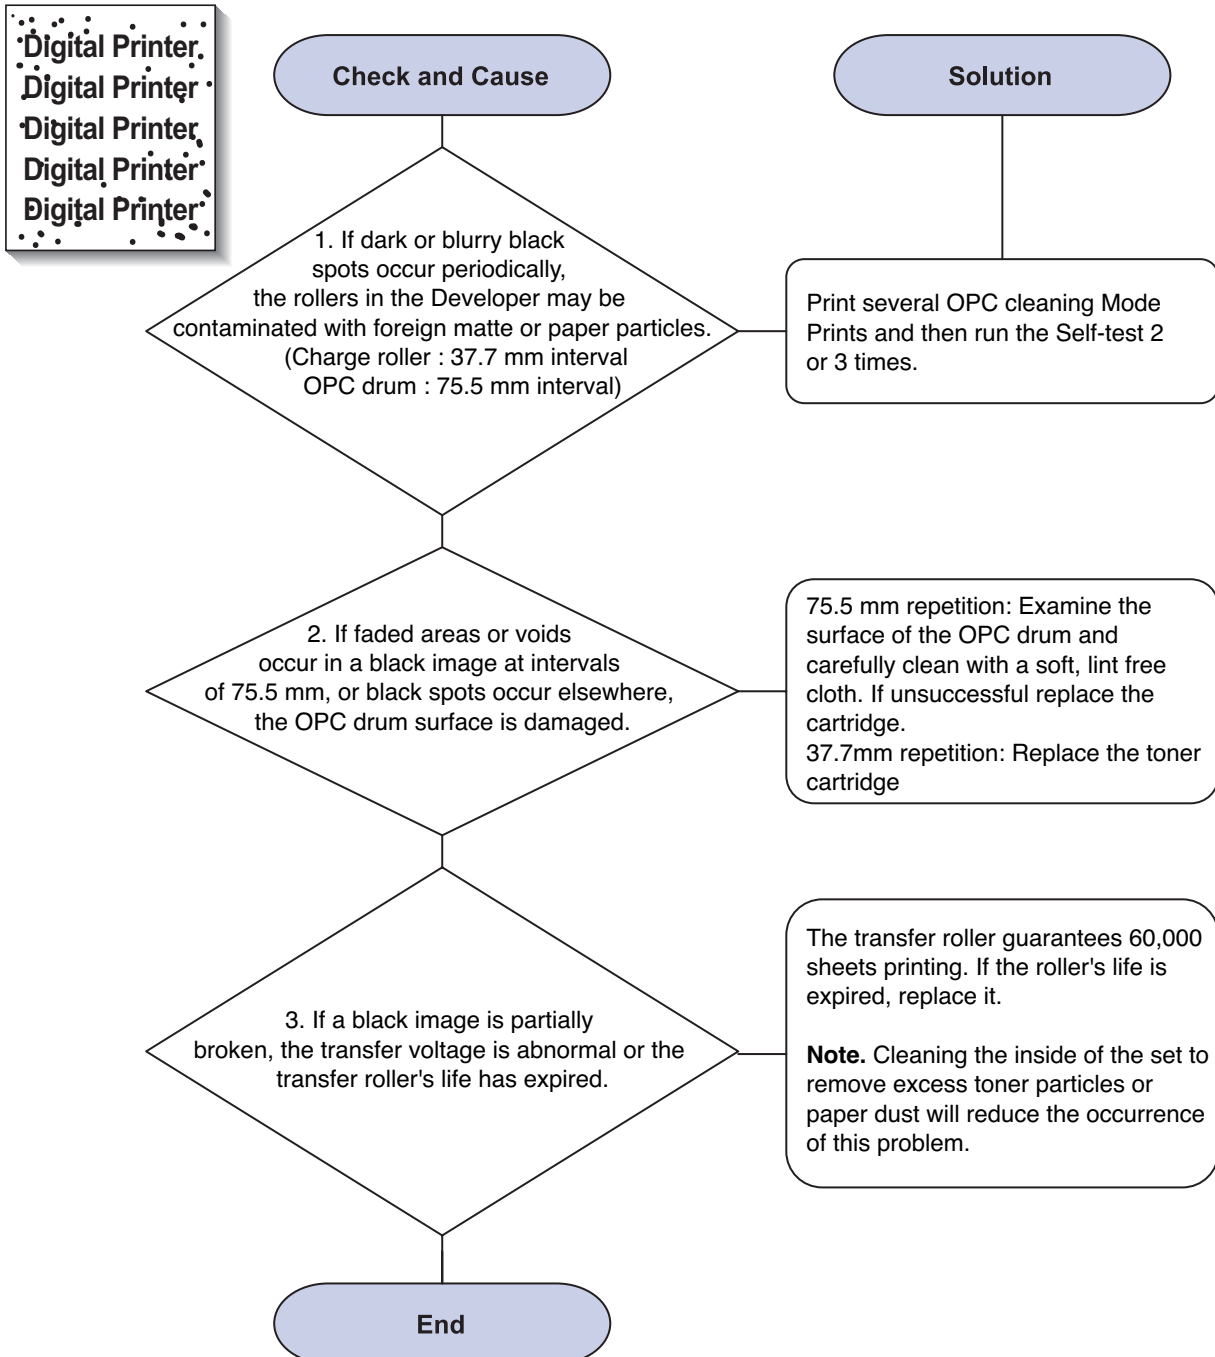 Digital Printer
Digital Printer
Digital Printer
Digital Printer
Digital Printer
Check and Cause
Solution
1. If dark or blurry black
spots occur periodically,
the rollers in the Developer may be
contaminated with foreign matte or paper particles.
(Charge roller : 37.7 mm interval
OPC drum : 75.5 mm interval)
Print several OPC cleaning Mode
Prints and then run the Self-test 2
or 3 times.
2. If faded areas or voids
occur in a black image at intervals
of 75.5 mm, or black spots occur elsewhere,
the OPC drum surface is damaged.
75.5 mm repetition: Examine the
surface of the OPC drum and
carefully clean with a soft, lint free
cloth. If unsuccessful replace the
cartridge.
37.7mm repetition: Replace the toner
cartridge
3. If a black image is partially
broken, the transfer voltage is abnormal or the
transfer roller's life has expired.
The transfer roller guarantees 60,000
sheets printing. If the roller's life is
expired, replace it.
Note. Cleaning the inside of the set to
remove excess toner particles or
paper dust will reduce the occurrence
of this problem.
End